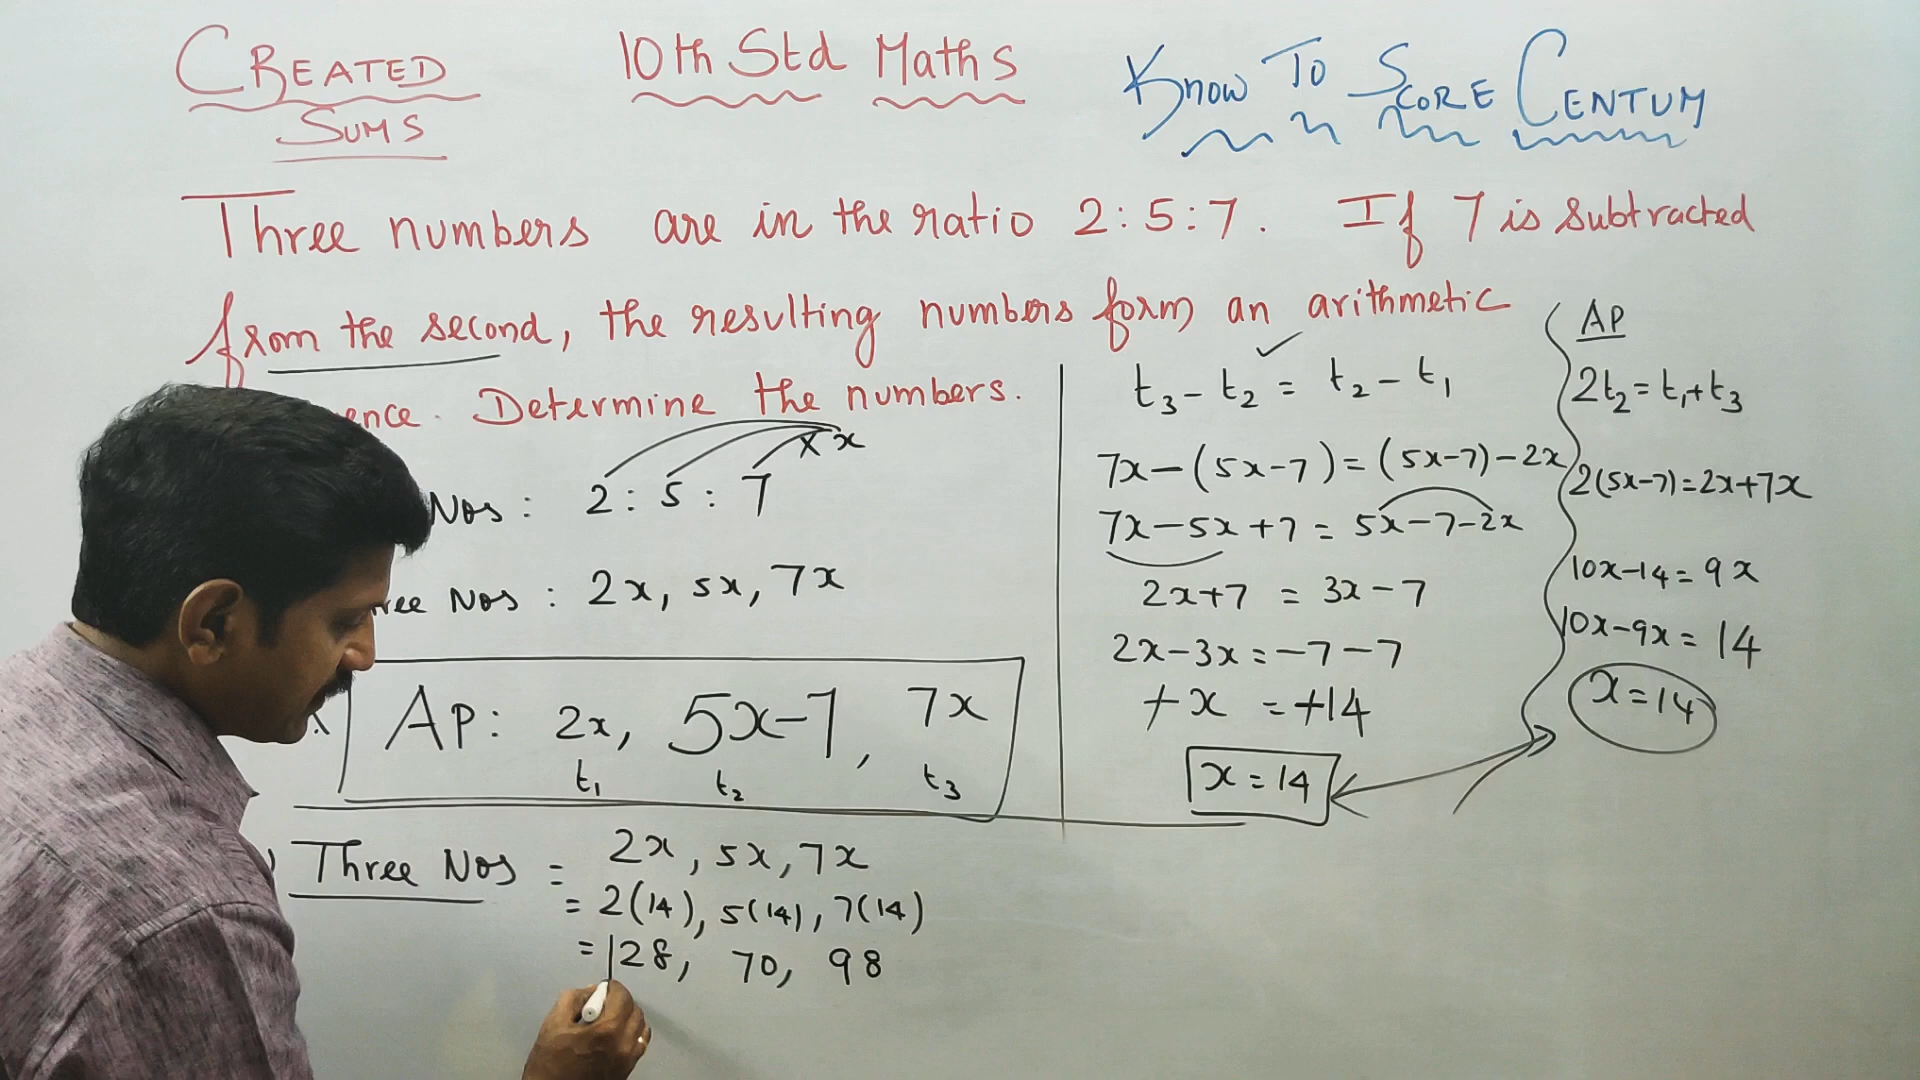 CREATED
SUMS
10th Std Maths
Know To SCORE CENTUM
Three numbers are in the ratio 2:5:7. If 7 is subtracted
from the second, the resulting numbers form an arithmetic
ence. Determine the numbers.
× x
Nos : 2 : 5 : 7
ee Nos : 2x, 5x, 7x
AP: 2x, 5x-7, 7x
t₁ t₂ t₃
Three Nos = 2x, 5x, 7x
= 2(14), 5(14), 7(14)
= 28, 70, 98
t₃ - t₂ = t₂ - t₁
7x-(5x-7)=(5x-7)-2x
7x-5x+7 = 5x-7-2x
2x+7 = 3x-7
2x-3x=-7-7
+x = +14
x = 14
AP
2t₂=t₁+t₃
2(5x-7)=2x+7x
10x-14=9x
10x-9x=14
x=14